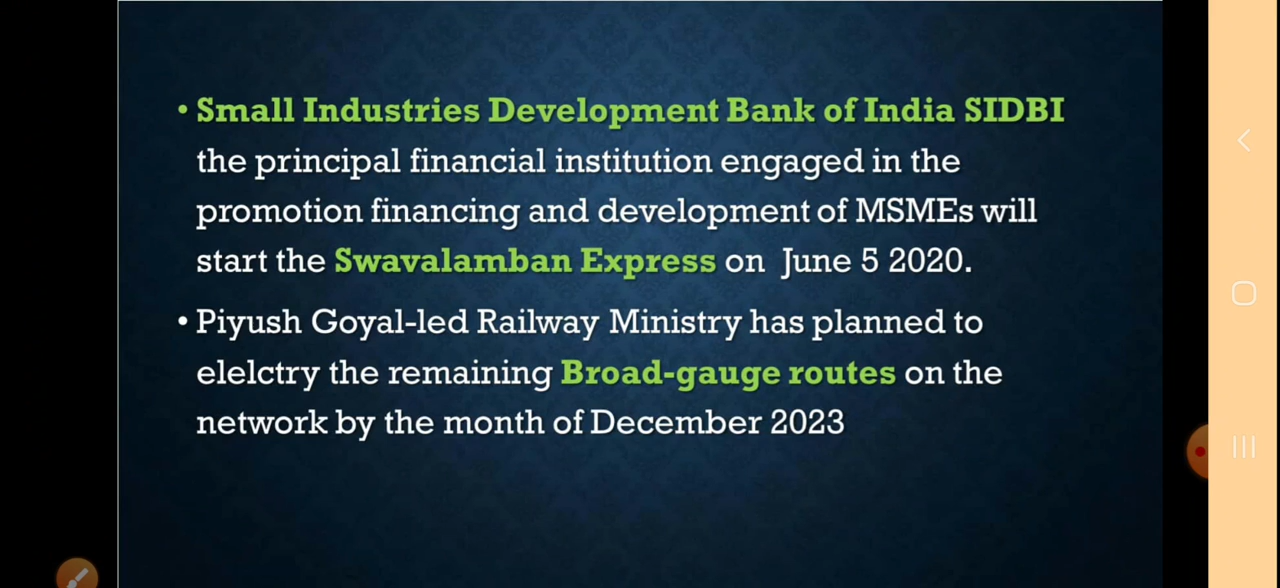 • Small Industries Development Bank of India SIDBI
the principal financial institution engaged in the
promotion financing and development of MSMEs will
start the Swavalamban Express on June 5 2020.
• Piyush Goyal-led Railway Ministry has planned to
elelctry the remaining Broad-gauge routes on the
network by the month of December 2023